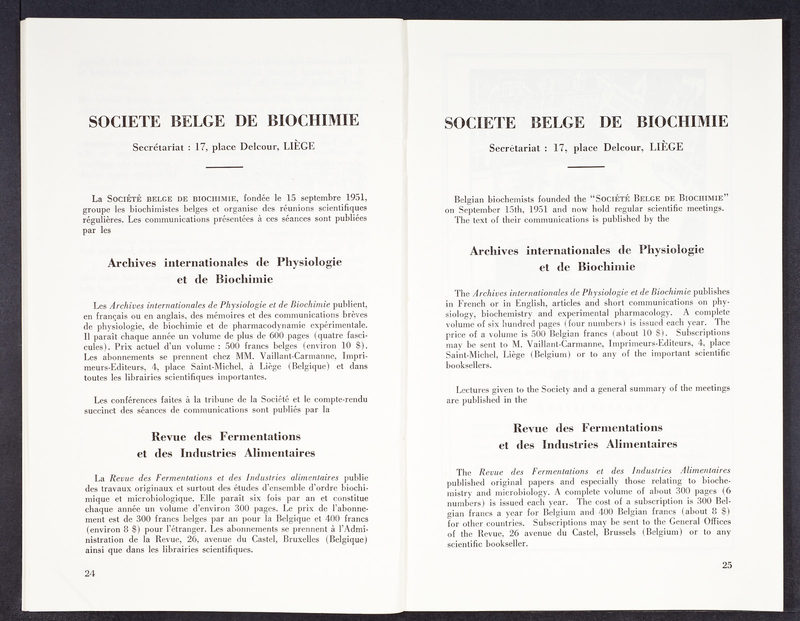 SOCIETE BELGE DE BIOCHIMIE
Secrétariat : 17, place Delcour, LIÈGE
La SOCIÉTÉ BELGE DE BIOCHIMIE, fondée le 15 septembre 1951,
groupe les biochimistes belges et organise des réunions scientifiques
régulières. Les communications présentées à ces séances sont publiées
par les
Archives internationales de Physiologie
et de Biochimie
Les Archives internationales de Physiologie et de Biochimie publient,
en français ou en anglais, des mémoires et des communications brèves
de physiologie, de biochimie et de pharmacodynamie expérimentale.
Il paraît chaque année un volume de plus de 600 pages (quatre fasci-
cules). Prix actuel d'un volume : 500 francs belges (environ 10 $).
Les abonnements se prennent chez MM. Vaillant-Carmanne, Impri-
meurs-Editeurs, 4, place Saint-Michel, à Liège (Belgique) et dans
toutes les librairies scientifiques importantes.
Les conférences faites à la tribune de la Société et le compte-rendu
succinct des séances de communications sont publiés par la
Revue des Fermentations
et des Industries Alimentaires
La Revue des Fermentations et des Industries alimentaires publie
des travaux originaux et surtout des études d'ensemble d'ordre biochi-
mique et microbiologique. Elle paraît six fois par an et constitue
chaque année un volume d'environ 300 pages. Le prix de l'abonne-
ment est de 300 francs belges par an pour la Belgique et 400 francs
(environ 8 $) pour l'étranger. Les abonnements se prennent à l'Admi-
nistration de la Revue, 26, avenue du Castel, Bruxelles (Belgique)
ainsi que dans les librairies scientifiques.
24
SOCIETE BELGE DE BIOCHIMIE
Secrétariat : 17, place Delcour, LIÈGE
Belgian biochemists founded the "SOCIÉTÉ BELGE DE BIOCHIMIE"
on September 15th, 1951 and now hold regular scientific meetings.
The text of their communications is published by the
Archives internationales de Physiologie
et de Biochimie
The Archives internationales de Physiologie et de Biochimie publishes
in French or in English, articles and short communications on phy-
siology, biochemistry and experimental pharmacology. A complete
volume of six hundred pages (four numbers) is issued each year. The
price of a volume is 500 Belgian francs (about 10 $). Subscriptions
may be sent to M. Vaillant-Carmanne, Imprimeurs-Editeurs, 4, place
Saint-Michel, Liège (Belgium) or to any of the important scientific
booksellers.
Lectures given to the Society and a general summary of the meetings
are published in the
Revue des Fermentations
et des Industries Alimentaires
The Revue des Fermentations et des Industries Alimentaires
published original papers and especially those relating to bioche-
mistry and microbiology. A complete volume of about 300 pages (6
numbers) is issued each year. The cost of a subscription is 300 Bel-
gian francs a year for Belgium and 400 Belgian francs (about 8 $)
for other countries. Subscriptions may be sent to the General Offices
of the Revue, 26 avenue du Castel, Brussels (Belgium) or to any
scientific bookseller.
25